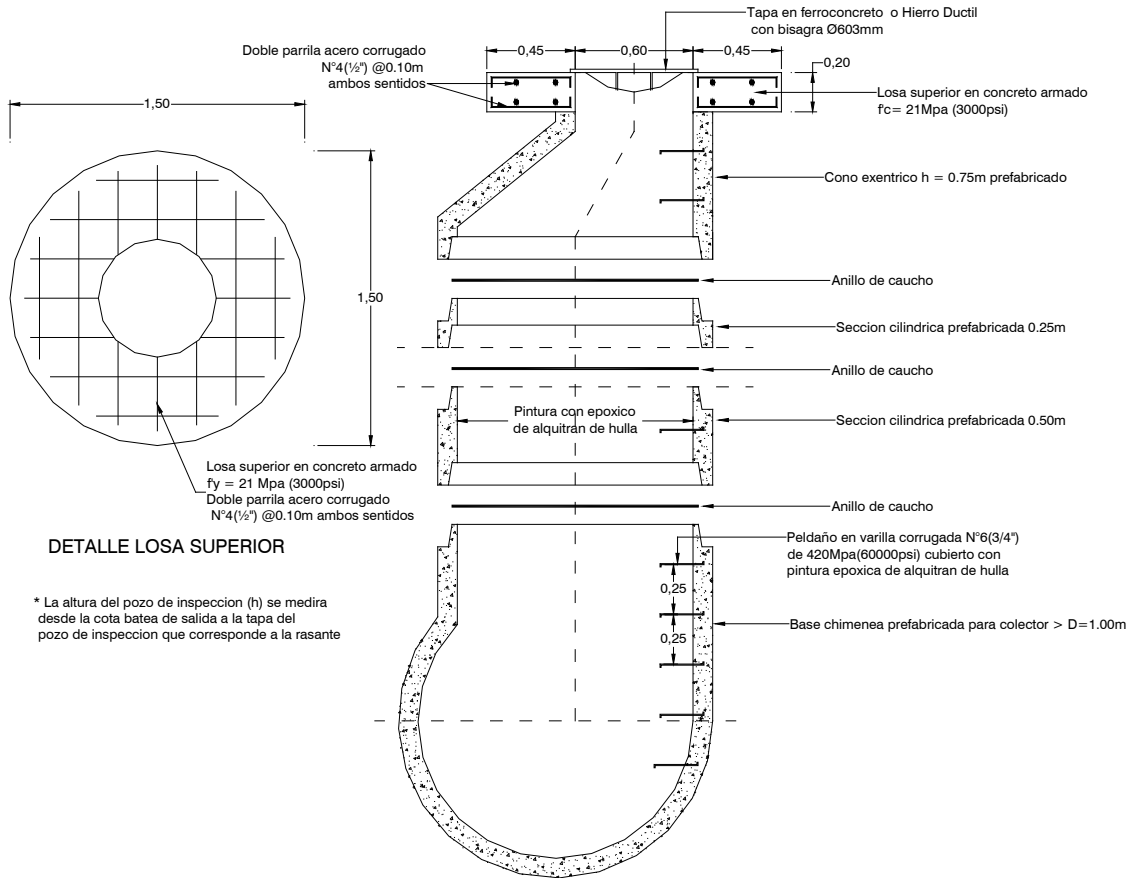 Tapa en ferroconcreto o Hierro Ductil
con bisagra Ø603mm
Doble parrila acero corrugado
N°4(½") @0.10m
ambos sentidos
0,45
0,60
0,45
0,20
Losa superior en concreto armado
f'c= 21Mpa (3000psi)
1,50
Cono exentrico h = 0.75m prefabricado
Anillo de caucho
1,50
Seccion cilindrica prefabricada 0.25m
Anillo de caucho
Pintura con epoxico
de alquitran de hulla
Seccion cilindrica prefabricada 0.50m
Losa superior en concreto armado
f'y = 21 Mpa (3000psi)
Doble parrila acero corrugado
N°4(½") @0.10m ambos sentidos
Anillo de caucho
DETALLE LOSA SUPERIOR
Peldaño en varilla corrugada N°6(3/4")
de 420Mpa(60000psi) cubierto con
pintura epoxica de alquitran de hulla
0,25
0,25
* La altura del pozo de inspeccion (h) se medira
desde la cota batea de salida a la tapa del
pozo de inspeccion que corresponde a la rasante
Base chimenea prefabricada para colector > D=1.00m